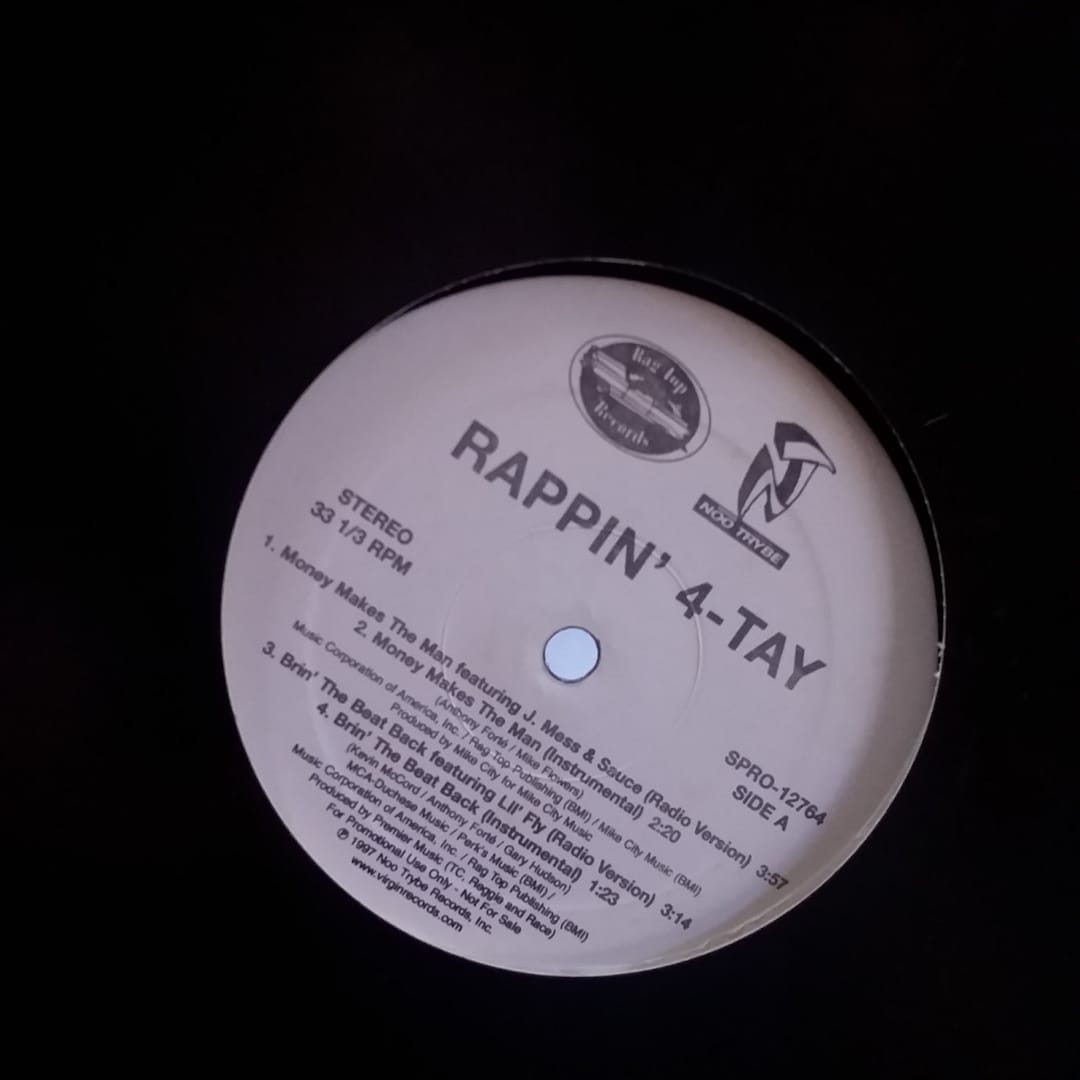 Rag Top
Records
NT
NOO TRYBE
RAPPIN' 4-TAY
STEREO
33 1/3 RPM
SPRO-12764
SIDE A
1. Money Makes The Man featuring J. Mess & Sauce (Radio Version) 3:57
2. Money Makes The Man (Instrumental) 2:20
(Anthony Forté / Mike Flowers)
Music Corporation of America, Inc. / Rag Top Publishing (BMI) / Mike City Music (BMI)
Produced by Mike City for Mike City Music
3. Brin' The Beat Back featuring Lil' Fly (Radio Version) 3:14
4. Brin' The Beat Back (Instrumental) 1:23
(Kevin McCord / Anthony Forté / Gary Hudson)
MCA-Duchess Music / Perk's Music (BMI) /
Music Corporation of America, Inc. / Rag Top Publishing (BMI)
Produced by Premier Music (TC, Reggie and Race)
For Promotional Use Only - Not For Sale
℗ 1997 Noo Trybe Records, Inc.
www.virginrecords.com